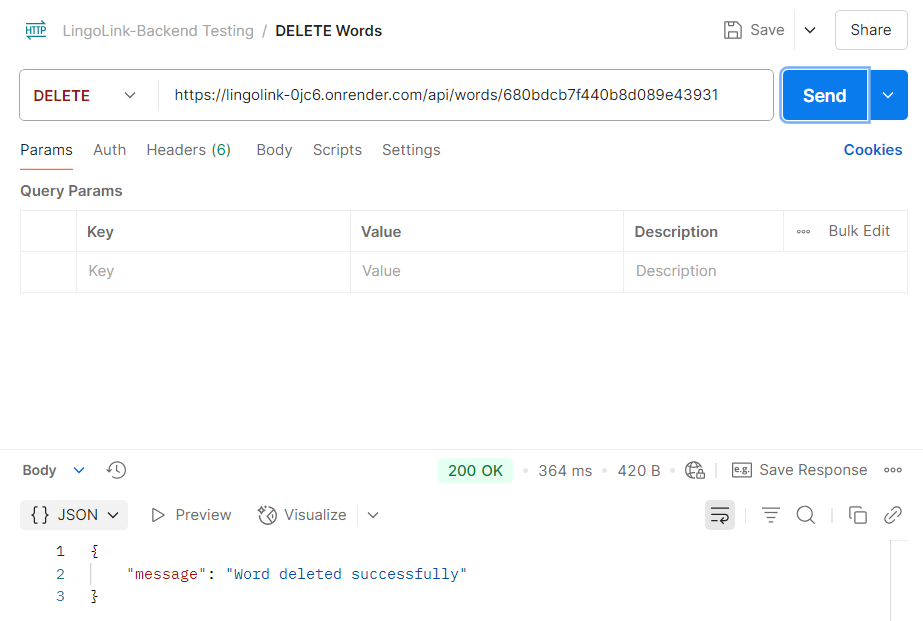 HTTP LingoLink-Backend Testing / DELETE Words Save Share
DELETE https://lingolink-0jc6.onrender.com/api/words/680bdcb7f440b8d089e43931 Send
Params Auth Headers (6) Body Scripts Settings Cookies
Query Params
Key Value Description Bulk Edit
Key Value Description
Body 200 OK 364 ms 420 B e.g. Save Response
{} JSON Preview Visualize
1 {
2 "message": "Word deleted successfully"
3 }